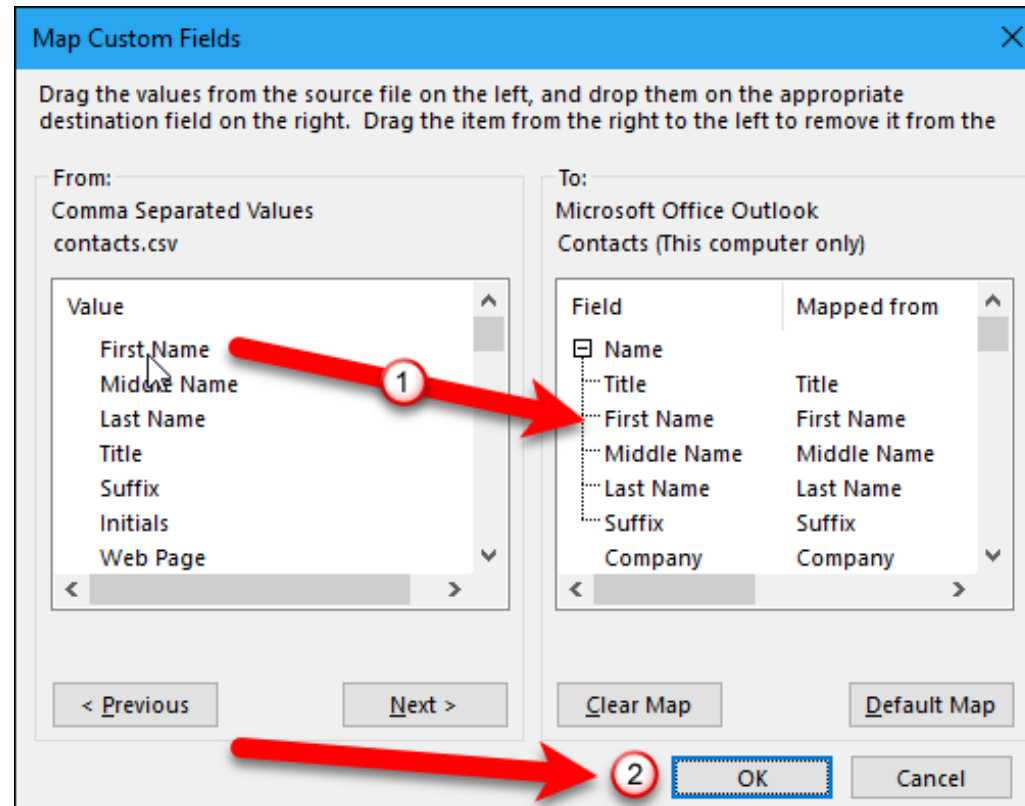 Map Custom Fields
Drag the values from the source file on the left, and drop them on the appropriate
destination field on the right.  Drag the item from the right to the left to remove it from the
From:
Comma Separated Values
contacts.csv
Value
First Name
Middle Name
Last Name
Title
Suffix
Initials
Web Page
< Previous
Next >
To:
Microsoft Office Outlook
Contacts (This computer only)
Field Mapped from
Name
Title Title
First Name First Name
Middle Name Middle Name
Last Name Last Name
Suffix Suffix
Company Company
Clear Map
Default Map
1
2
OK
Cancel